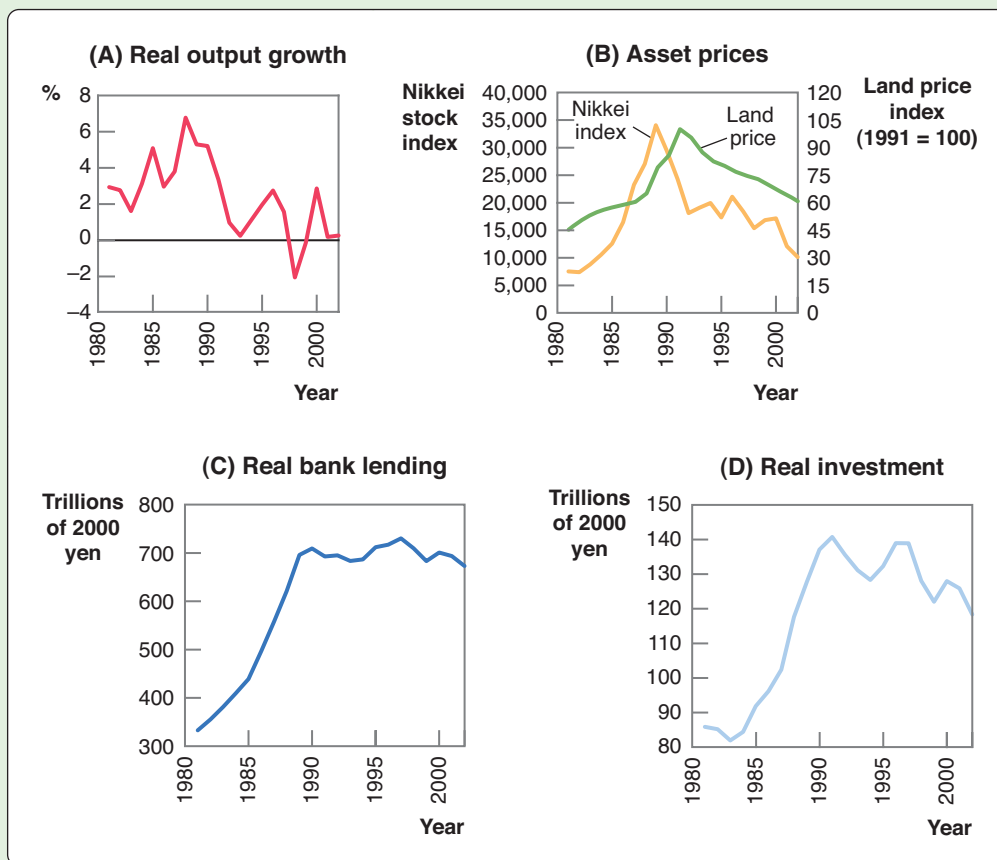 (A) Real output growth
%
8
6
4
2
0
–2
–4
1980
1985
1990
1995
2000
Year
(B) Asset prices
Nikkei
stock
index
40,000
35,000
30,000
25,000
20,000
15,000
10,000
5,000
0
Nikkei
index
Land
price
120
105
90
75
60
45
30
15
0
Land price
index
(1991 = 100)
1980
1985
1990
1995
2000
Year
(C) Real bank lending
Trillions
of 2000
yen
800
700
600
500
400
300
1980
1985
1990
1995
2000
Year
(D) Real investment
Trillions
of 2000
yen
150
140
130
120
110
100
90
80
1980
1985
1990
1995
2000
Year